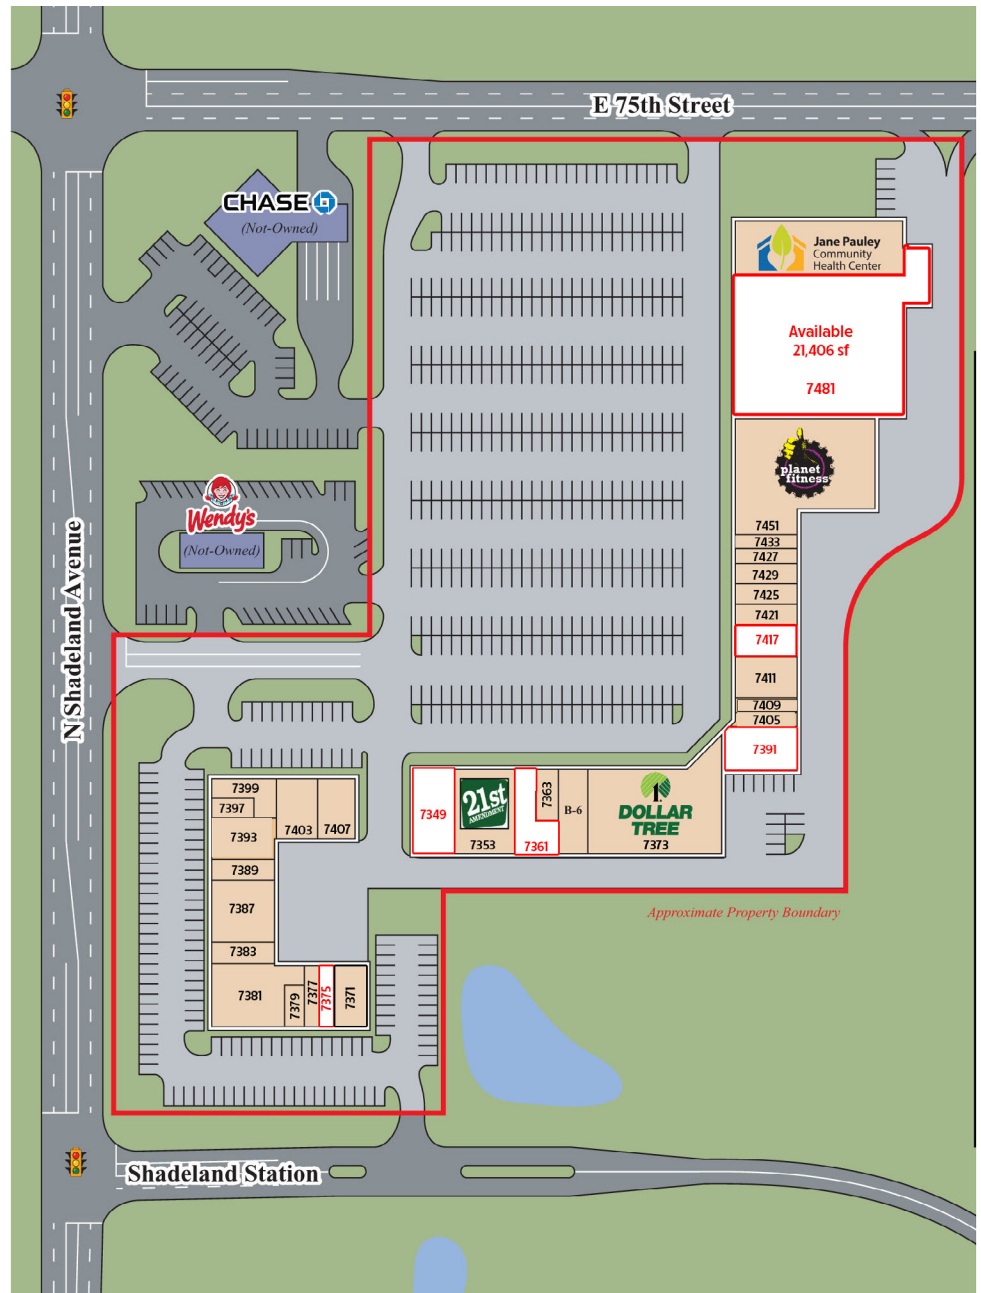 E 75th Street
CHASE
(Not-Owned)
Jane Pauley
Community
Health Center
Available
21,406 sf
7481
planet
fitness
Wendy's
(Not-Owned)
N Shadeland Avenue
7451
7433
7427
7429
7425
7421
7417
7411
7409
7405
7391
7399
7397
7393
7403
7407
7389
7387
7383
7381
7379
7377
7375
7371
7349
21st
AMENDMENT
7353
7361
7363
B-6
1
DOLLAR
TREE
7373
Approximate Property Boundary
Shadeland Station